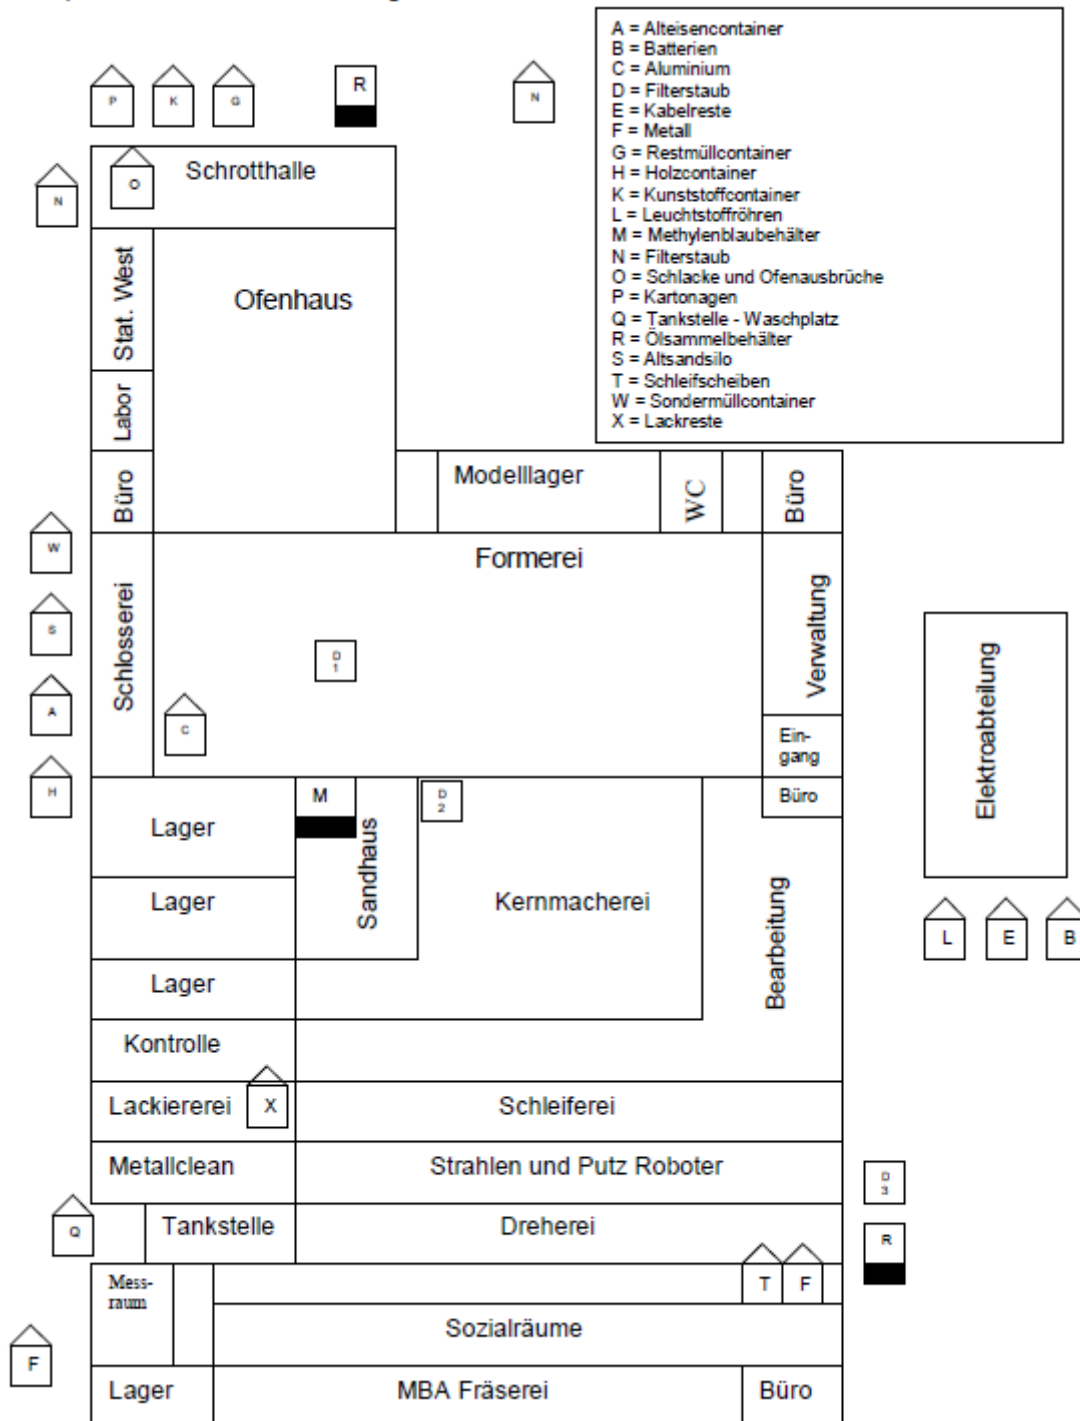 A = Alteisencontainer
B = Batterien
C = Aluminium
D = Filterstaub
E = Kabelreste
F = Metall
G = Restmüllcontainer
H = Holzcontainer
K = Kunststoffcontainer
L = Leuchtstoffröhren
M = Methylenblaubehälter
N = Filterstaub
O = Schlacke und Ofenausbrüche
P = Kartonagen
Q = Tankstelle - Waschplatz
R = Ölsammelbehälter
S = Altsandsilo
T = Schleifscheiben
W = Sondermüllcontainer
X = Lackreste
P
K
G
R
N
N
O
Schrotthalle
Stat. West
Ofenhaus
Labor
Büro
Modelllager
WC
Büro
W
Formerei
S
Schlosserei
D
1
Verwaltung
Elektroabteilung
A
C
Ein-
gang
H
Lager
M
Sandhaus
D
2
Büro
Lager
Kernmacherei
Bearbeitung
L
E
B
Lager
Kontrolle
Lackiererei
X
Schleiferei
Metallclean
Strahlen und Putz Roboter
D
3
Q
Tankstelle
Dreherei
R
Mess-
raum
T
F
Sozialräume
F
Lager
MBA Fräserei
Büro